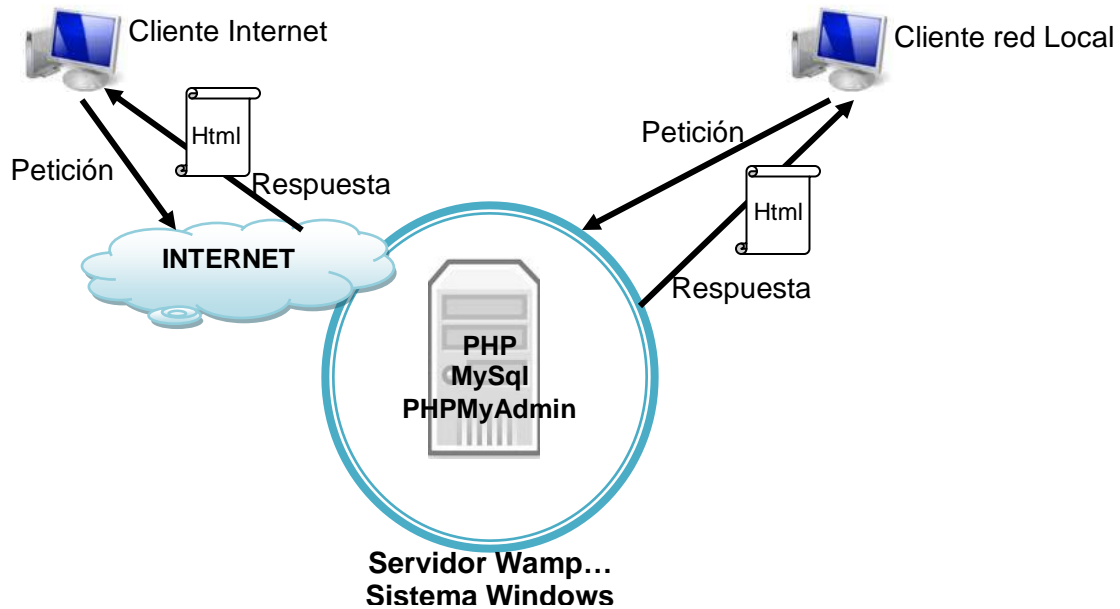 Cliente Internet
Cliente red Local
Html
Petición
Petición
Respuesta
Html
INTERNET
Respuesta
PHP
MySql
PHPMyAdmin
Servidor Wamp…
Sistema Windows